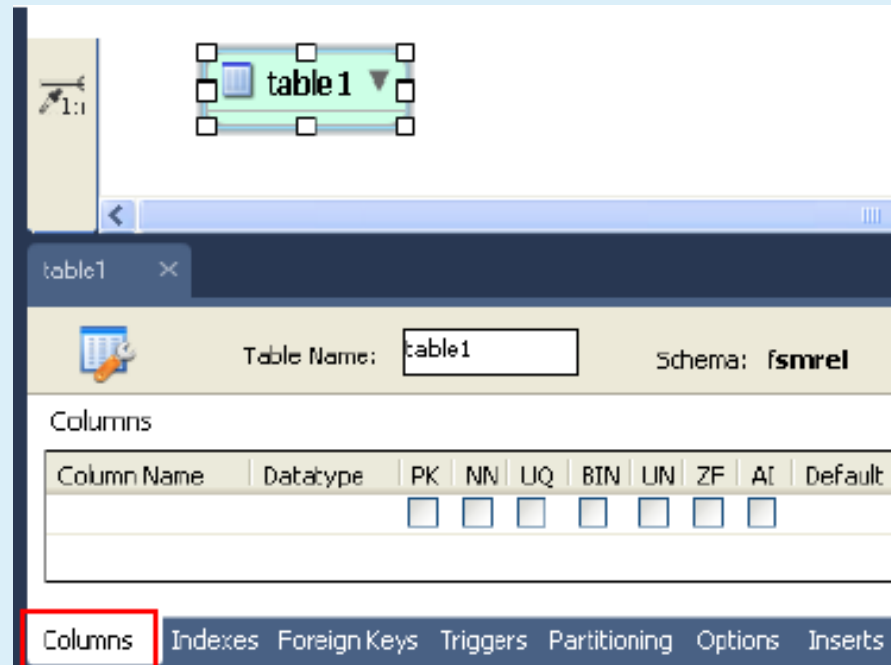 table1
1:n
table1
Table Name: table1 Schema: fsmrel
Columns
Column Name Datatype PK NN UQ BIN UN ZF AI Default
Columns Indexes Foreign Keys Triggers Partitioning Options Inserts